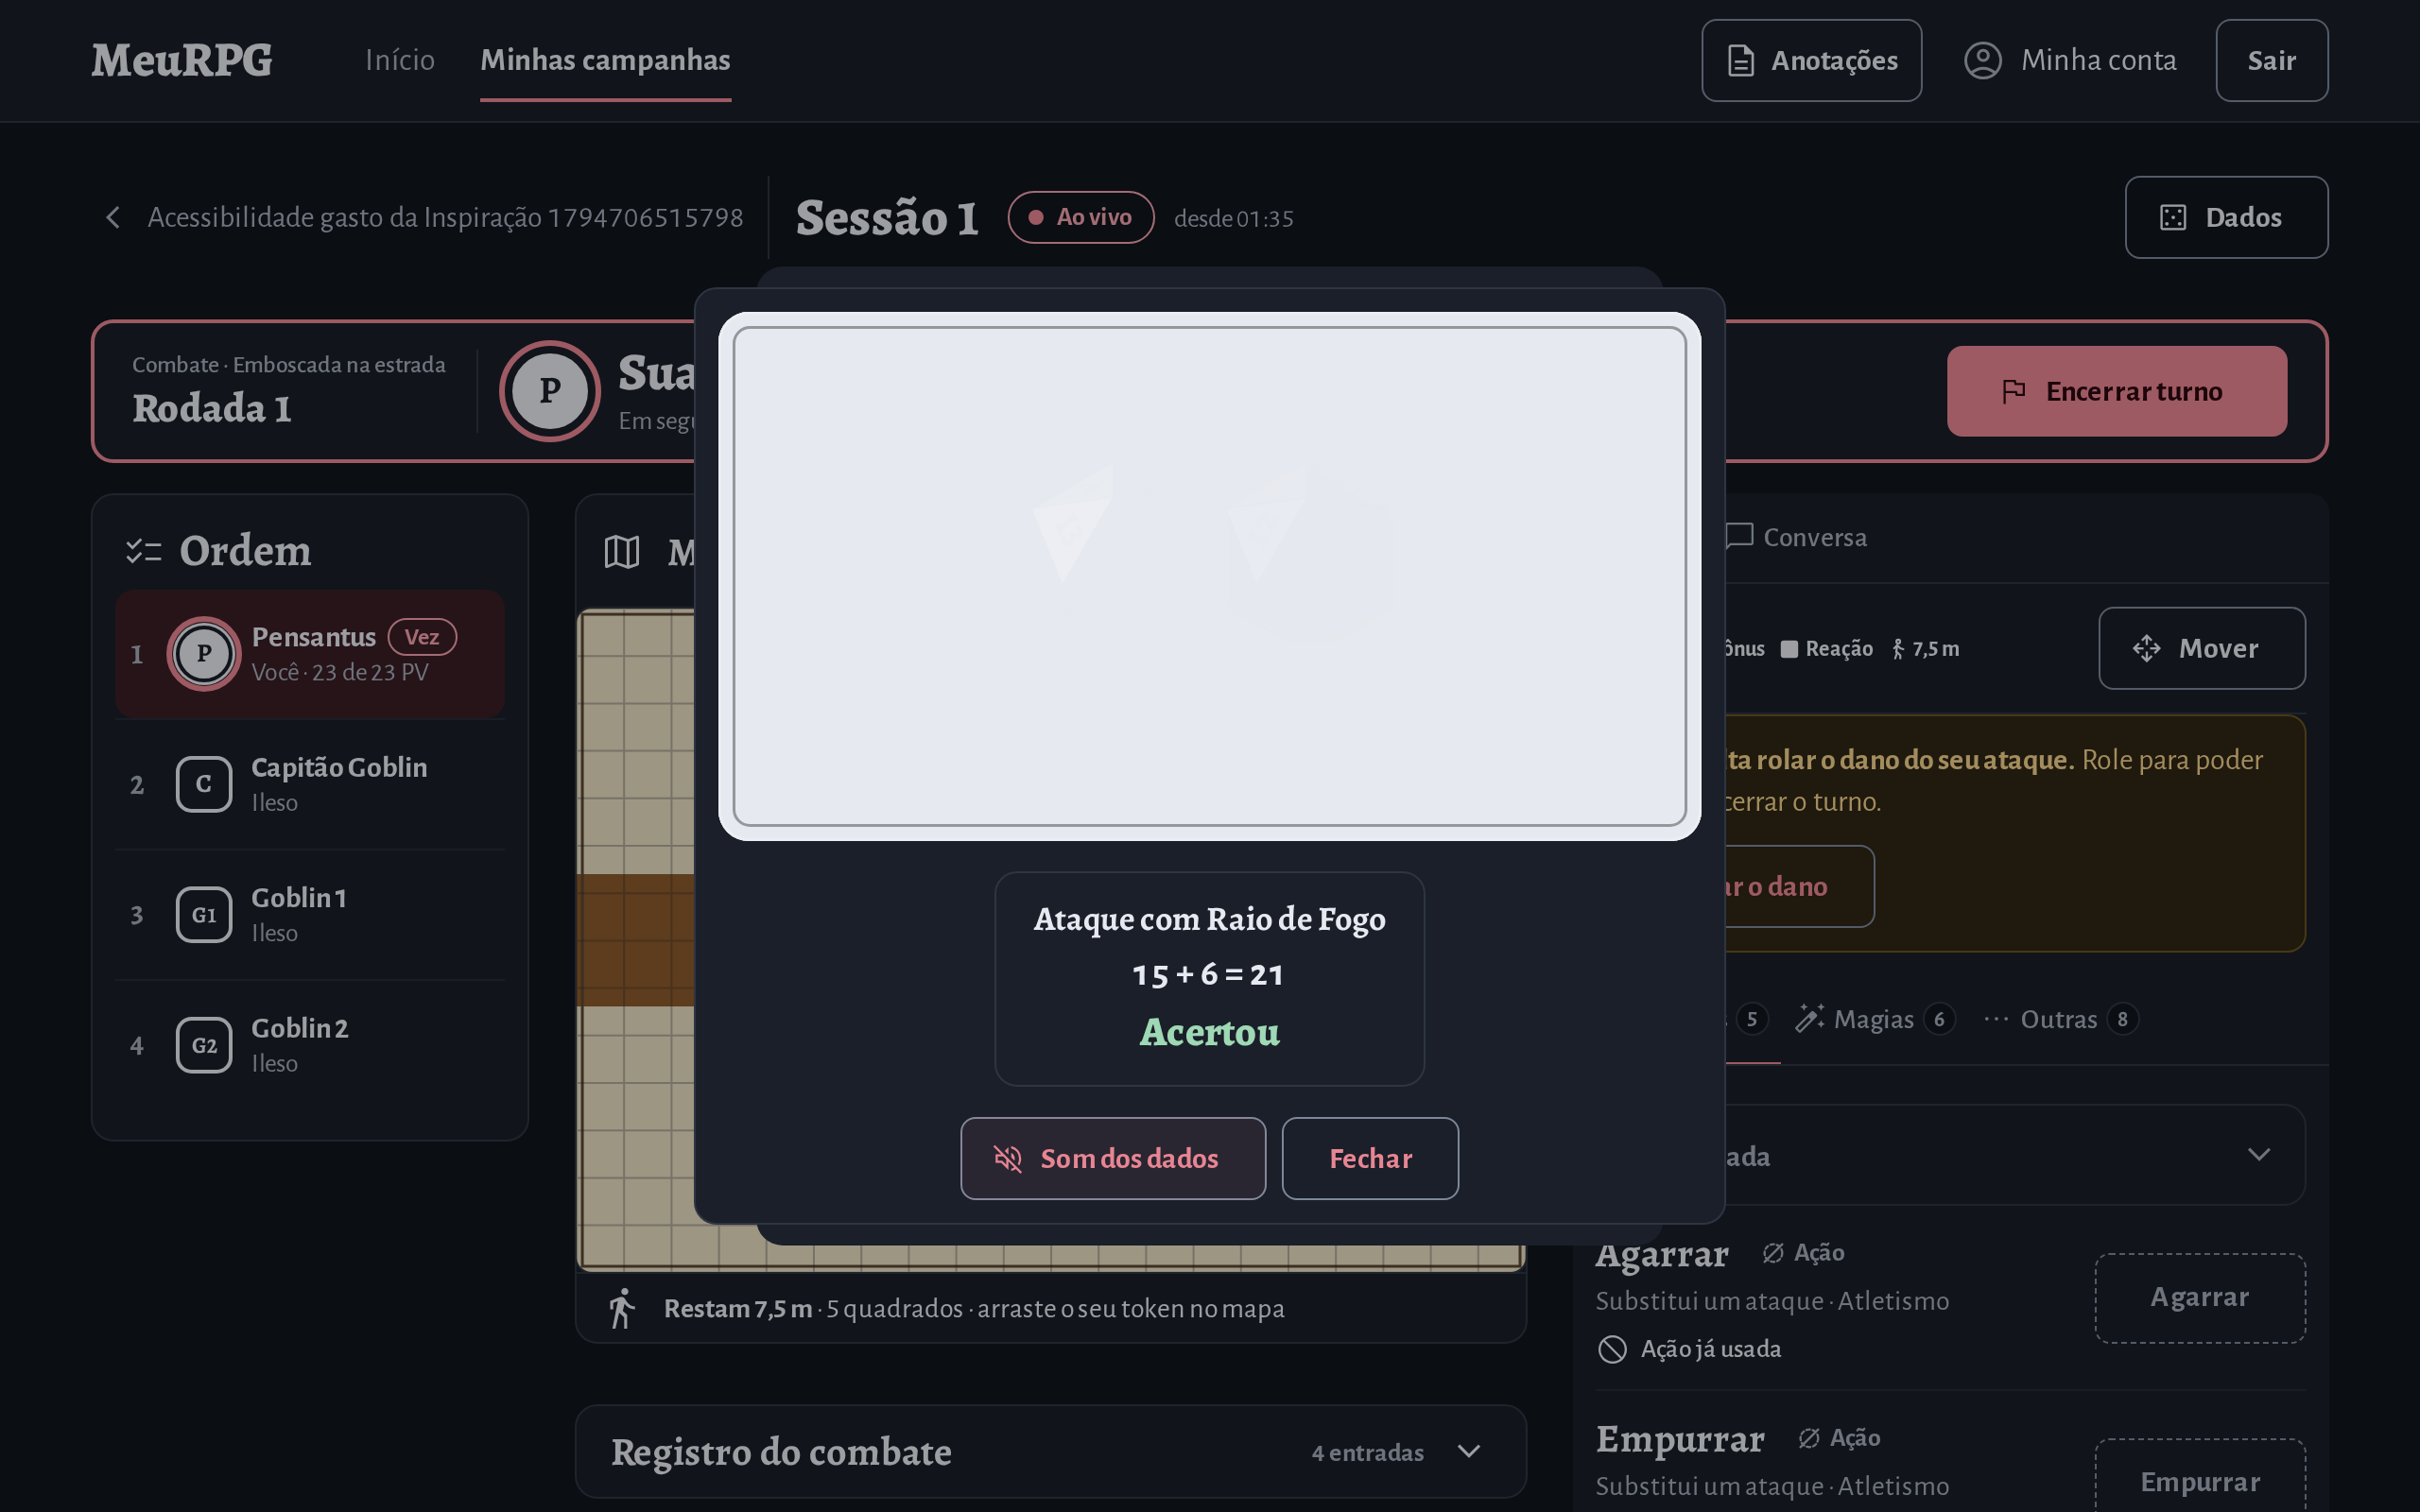 MeuRPG
Início
Minhas campanhas
Anotações
Minha conta
Sair
Acessibilidade gasto da Inspiração 1794706515798
Sessão 1
Ao vivo
desde 01:35
Dados
Combate · Emboscada na estrada
Rodada 1
P
Sua
Em segu
Encerrar turno
Ordem
1
P
Pensantus
Vez
Você · 23 de 23 PV
2
C
Capitão Goblin
Ileso
3
G1
Goblin 1
Ileso
4
G2
Goblin 2
Ileso
M
Ataque com Raio de Fogo
15 + 6 = 21
Acertou
Som dos dados
Fechar
Restam 7,5 m · 5 quadrados · arraste o seu token no mapa
Registro do combate
4 entradas
Conversa
ônus
Reação
7,5 m
Mover
ta rolar o dano do seu ataque. Role para poder
cerrar o turno.
ar o dano
5
Magias
6
Outras
8
ada
Agarrar
Ação
Substitui um ataque · Atletismo
Ação já usada
Agarrar
Empurrar
Ação
Substitui um ataque · Atletismo
Empurrar